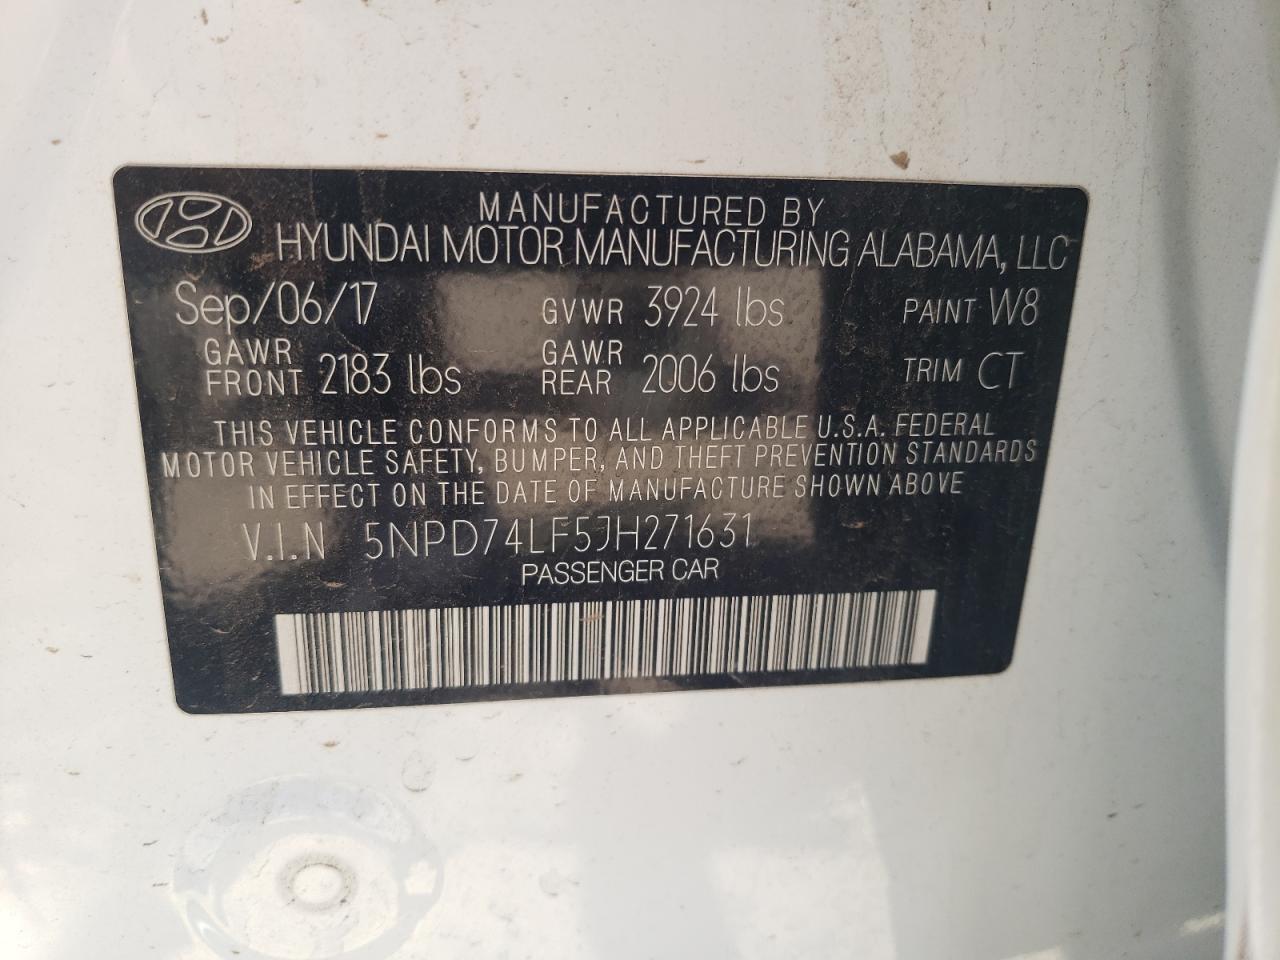 MANUFACTURED BY
HYUNDAI MOTOR MANUFACTURING ALABAMA, LLC
Sep/06/17 GVWR 3924 lbs PAINT W8
GAWR FRONT 2183 lbs GAWR REAR 2006 lbs TRIM CT
THIS VEHICLE CONFORMS TO ALL APPLICABLE U.S.A. FEDERAL
MOTOR VEHICLE SAFETY, BUMPER, AND THEFT PREVENTION STANDARDS
IN EFFECT ON THE DATE OF MANUFACTURE SHOWN ABOVE
V.I.N 5NPD74LF5JH271631
PASSENGER CAR